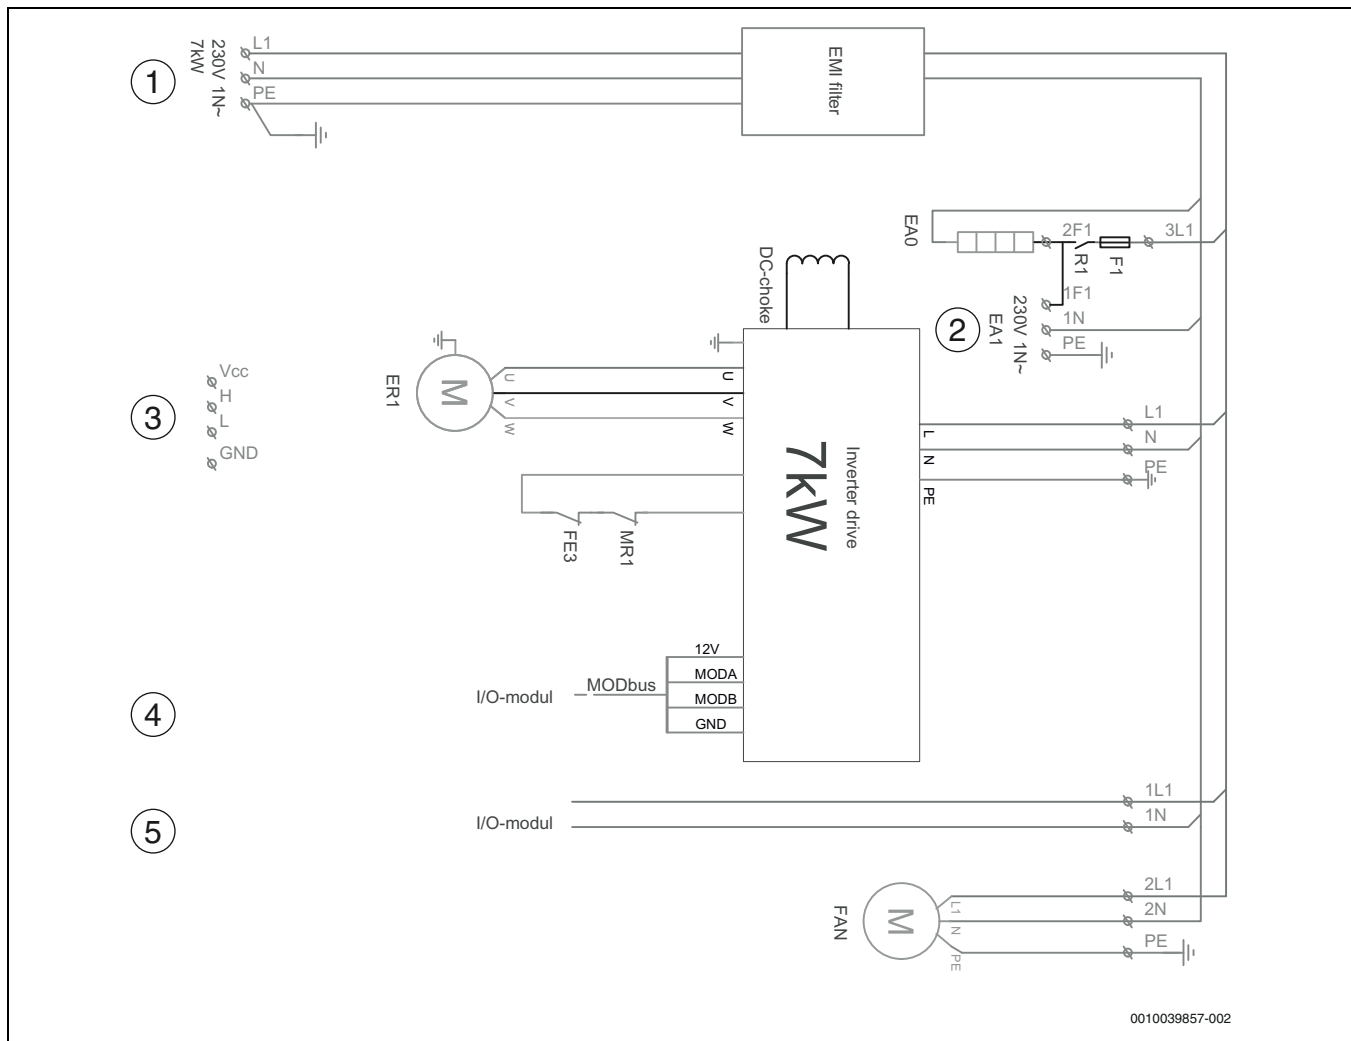 1
230V 1N~
7kW
L1
N
PE
EMI filter
EA0
2F1
R1
F1
3L1
1F1
2
230V 1N~
EA1
1N
PE
DC-choke
ER1
M
U
V
W
U
V
W
3
Vcc
H
L
GND
Inverter drive
7kW
L
N
PE
L1
N
PE
FE3
MR1
4
I/O-modul
MODbus
12V
MODA
MODB
GND
5
I/O-modul
1L1
1N
FAN
M
L1
N
PE
2L1
2N
PE
0010039857-002